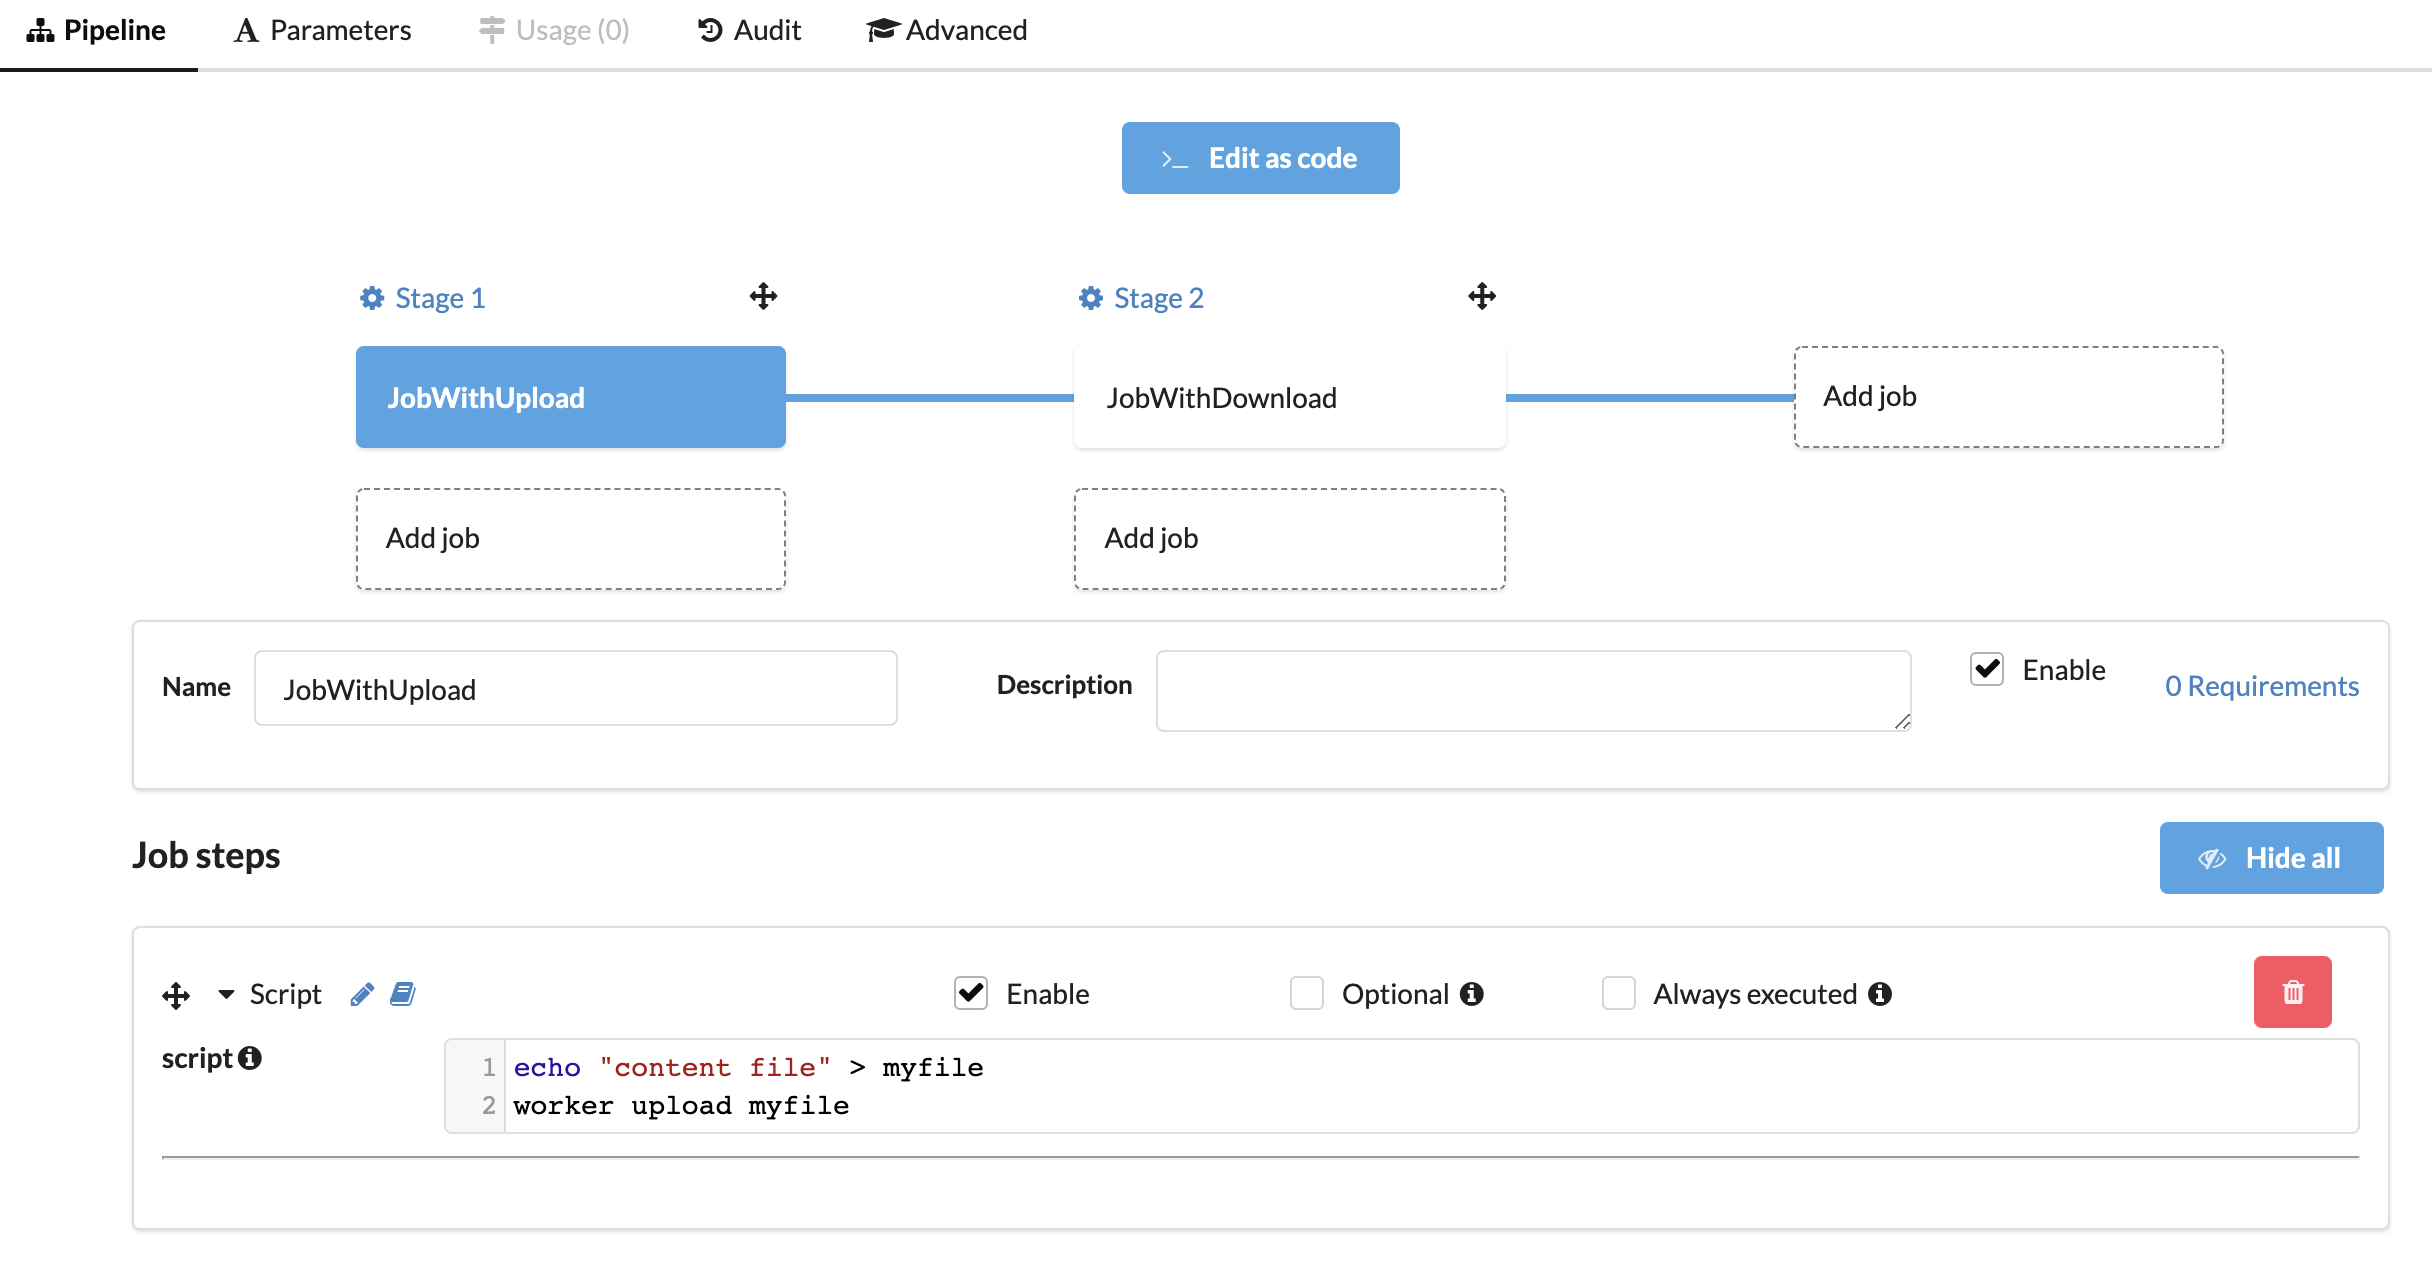 Pipeline Parameters Usage (0) Audit Advanced
>_ Edit as code
Stage 1 Stage 2
JobWithUpload JobWithDownload Add job
Add job Add job
Name JobWithUpload Description Enable 0 Requirements
Job steps Hide all
Script Enable Optional Always executed
script
1 echo "content file" > myfile
2 worker upload myfile